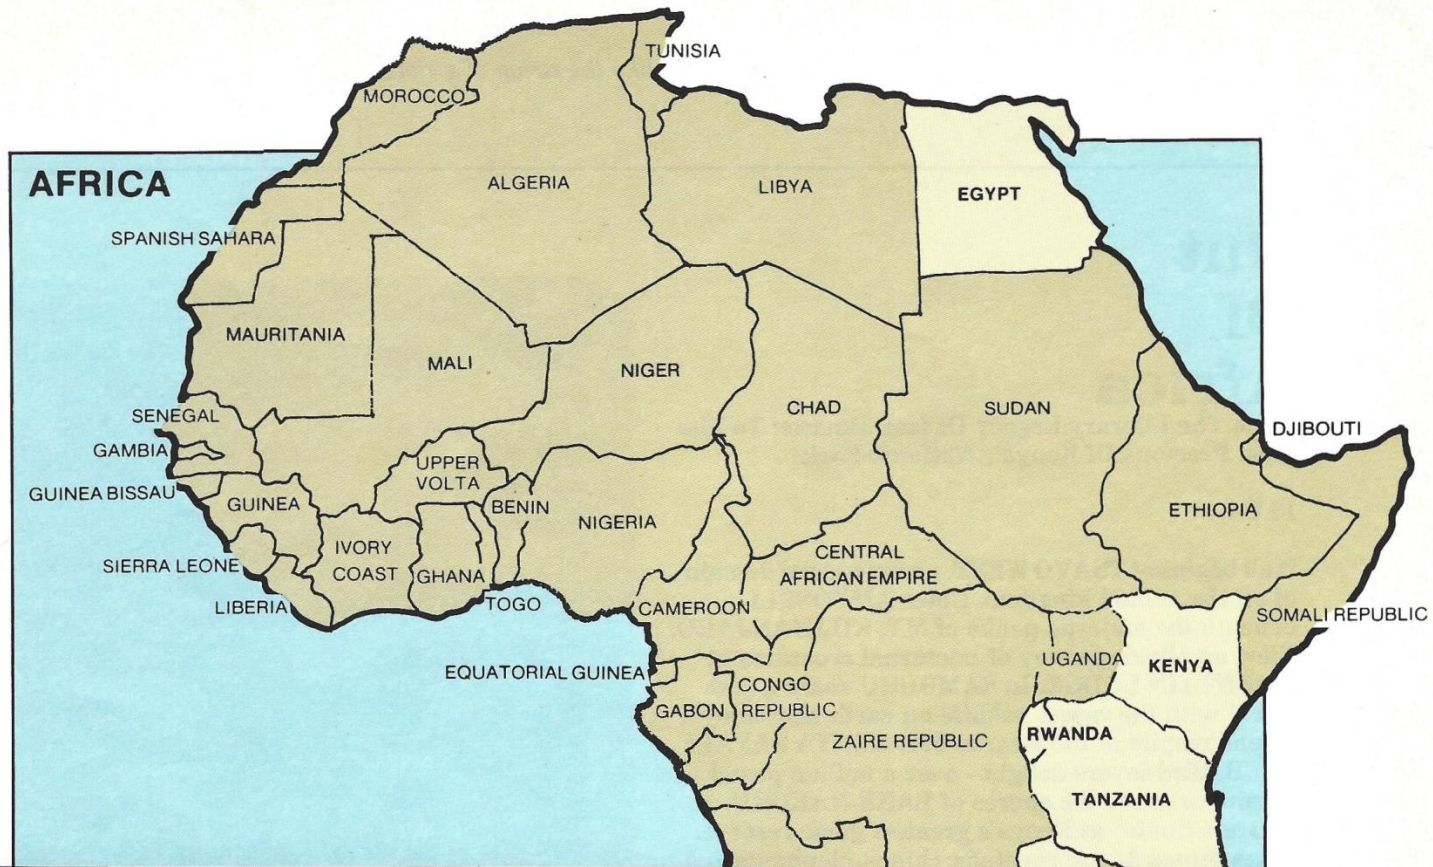 TUNISIA
MOROCCO
AFRICA
ALGERIA
LIBYA
EGYPT
SPANISH SAHARA
MAURITANIA
MALI
NIGER
CHAD
SUDAN
SENEGAL
DJIBOUTI
GAMBIA
UPPER
VOLTA
GUINEA BISSAU
GUINEA
BENIN
NIGERIA
ETHIOPIA
IVORY
COAST
GHANA
CENTRAL
AFRICAN EMPIRE
SIERRA LEONE
LIBERIA
TOGO
CAMEROON
SOMALI REPUBLIC
EQUATORIAL GUINEA
UGANDA
KENYA
GABON
CONGO
REPUBLIC
ZAIRE REPUBLIC
RWANDA
TANZANIA